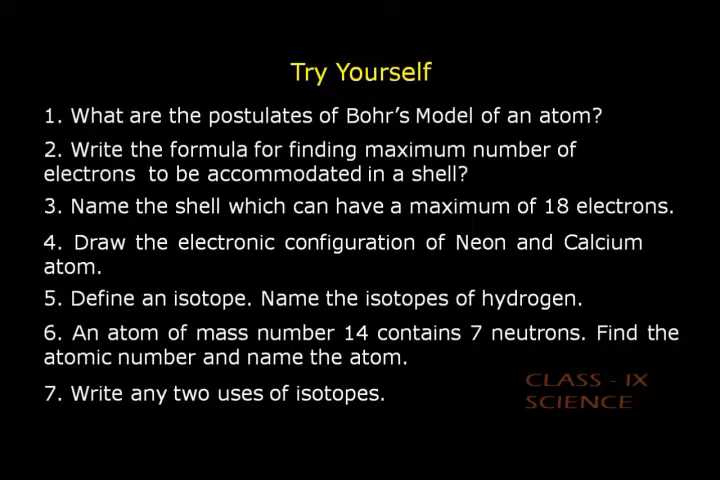 Try Yourself
1. What are the postulates of Bohr's Model of an atom?
2. Write the formula for finding maximum number of
electrons to be accommodated in a shell?
3. Name the shell which can have a maximum of 18 electrons.
4. Draw the electronic configuration of Neon and Calcium
atom.
5. Define an isotope. Name the isotopes of hydrogen.
6. An atom of mass number 14 contains 7 neutrons. Find the
atomic number and name the atom.
7. Write any two uses of isotopes.
CLASS - IX
SCIENCE